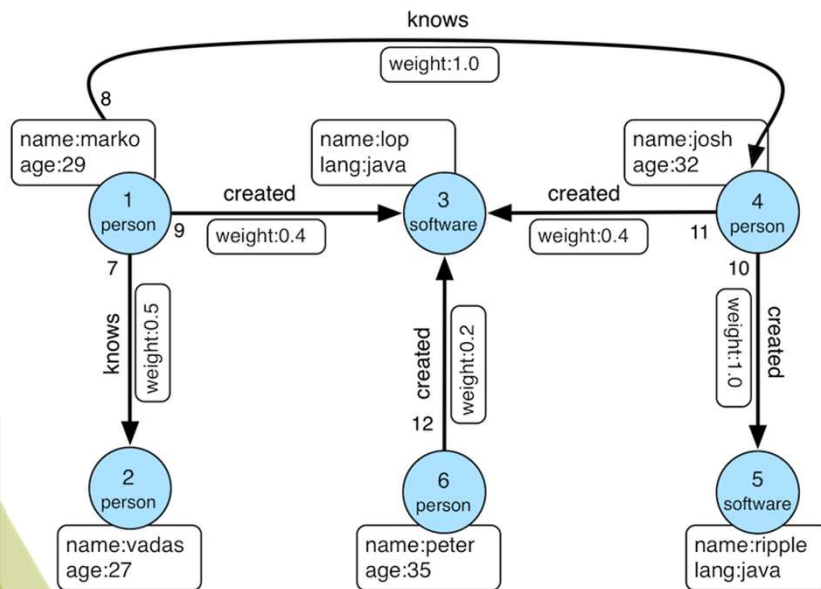 knows
weight:1.0
8
name:marko
age:29
name:lop
lang:java
name:josh
age:32
1
person
created
9
weight:0.4
3
software
created
11
weight:0.4
4
person
7
knows
weight:0.5
created
weight:0.2
12
10
weight:1.0
created
2
person
6
person
5
software
name:vadas
age:27
name:peter
age:35
name:ripple
lang:java